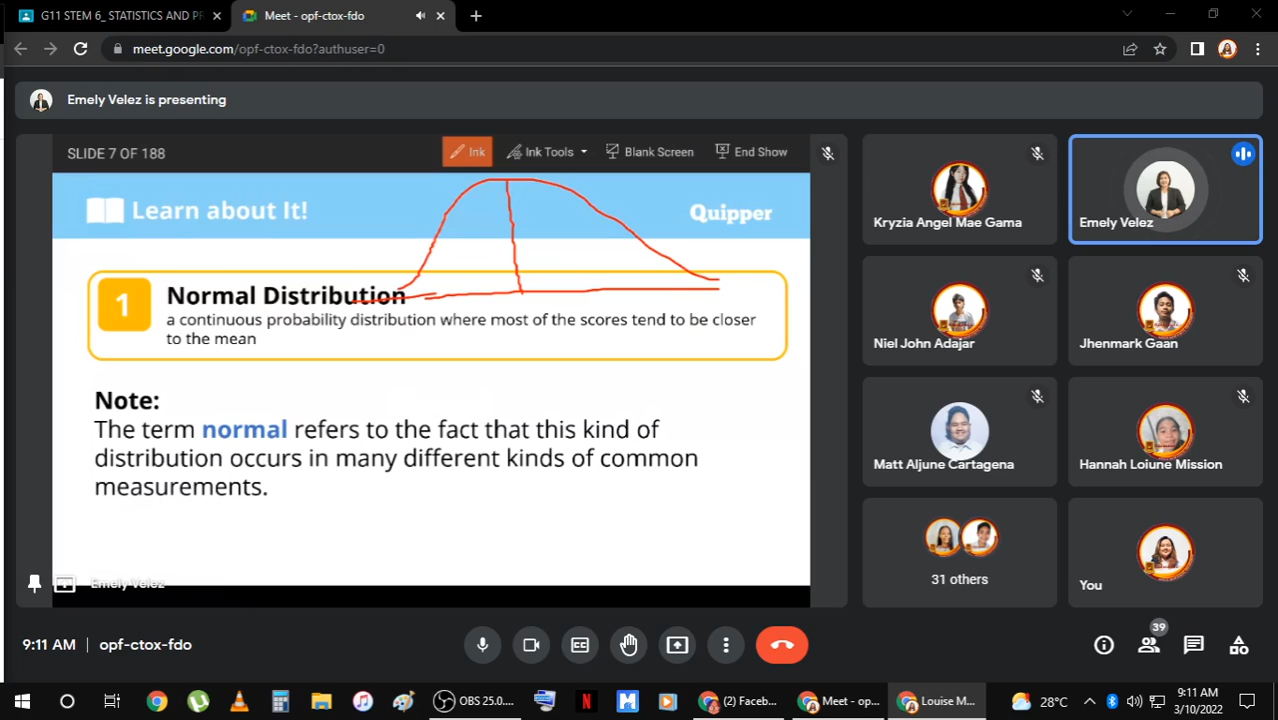 G11 STEM 6_ STATISTICS AND PR
Meet - opf-ctox-fdo
meet.google.com/opf-ctox-fdo?authuser=0
Emely Velez is presenting
SLIDE 7 OF 188
Ink
Ink Tools
Blank Screen
End Show
Learn about It!
Quipper
1
Normal Distribution
a continuous probability distribution where most of the scores tend to be closer
to the mean
Note:
The term normal refers to the fact that this kind of
distribution occurs in many different kinds of common
measurements.
Emely Velez
Kryzia Angel Mae Gama
Emely Velez
Niel John Adajar
Jhenmark Gaan
Matt Aljune Cartagena
Hannah Loiune Mission
31 others
You
9:11 AM | opf-ctox-fdo
39
OBS 25.0....
(2) Faceb...
Meet - op...
Louise M...
28°C
9:11 AM
3/10/2022